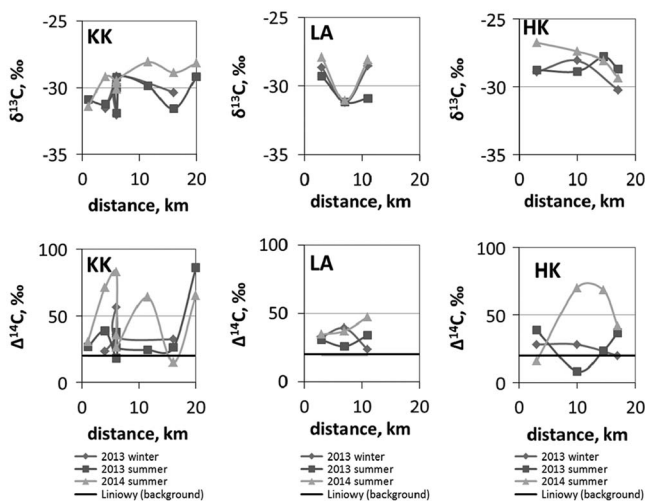 KK
-25
-30
-35
δ¹³C, ‰
0
10
20
distance, km
LA
-25
-30
-35
δ¹³C, ‰
0
10
20
distance, km
HK
-25
-30
-35
δ¹³C, ‰
0
10
20
distance, km
KK
100
50
0
Δ¹⁴C, ‰
0
10
20
distance, km
2013 winter
2013 summer
2014 summer
Liniowy (background)
LA
100
50
0
Δ¹⁴C, ‰
0
10
20
distance, km
2013 winter
2013 summer
2014 summer
Liniowy (background)
HK
100
50
0
Δ¹⁴C, ‰
0
10
20
distance, km
2013 winter
2013 summer
2014 summer
Liniowy (background)